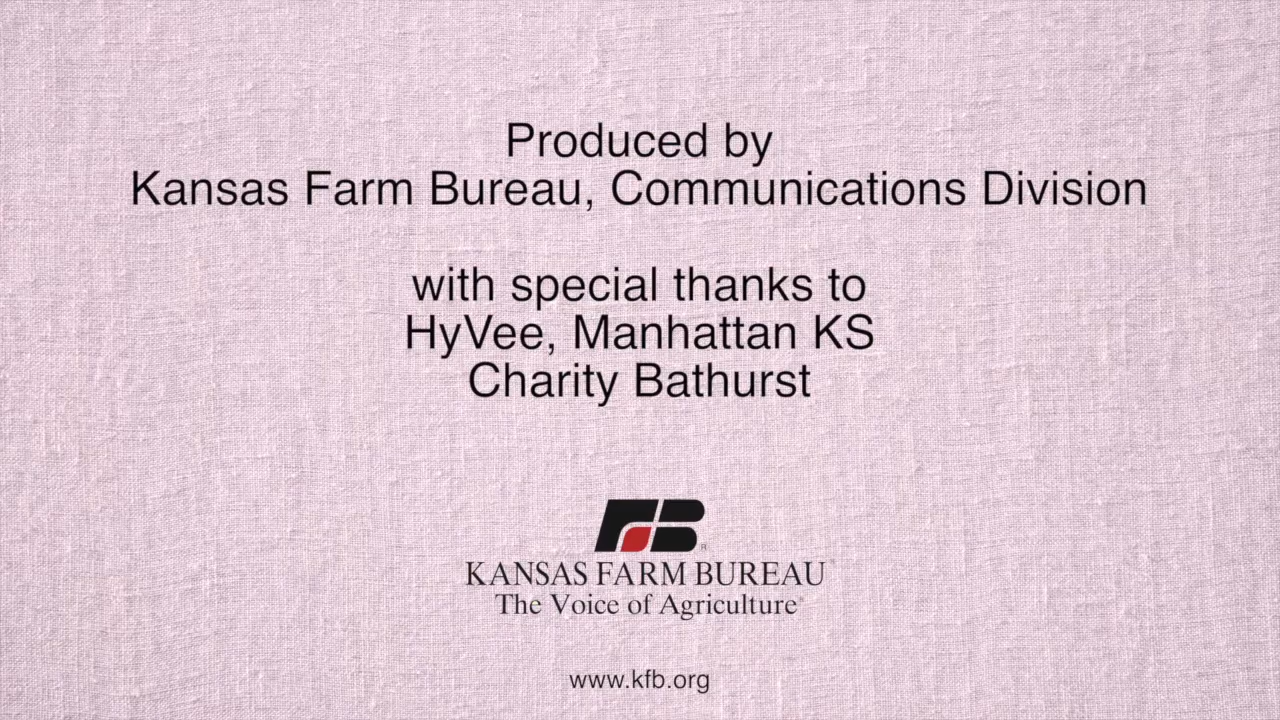 Produced by
Kansas Farm Bureau, Communications Division
with special thanks to
HyVee, Manhattan KS
Charity Bathurst
FB®
KANSAS FARM BUREAU®
The Voice of Agriculture®
www.kfb.org